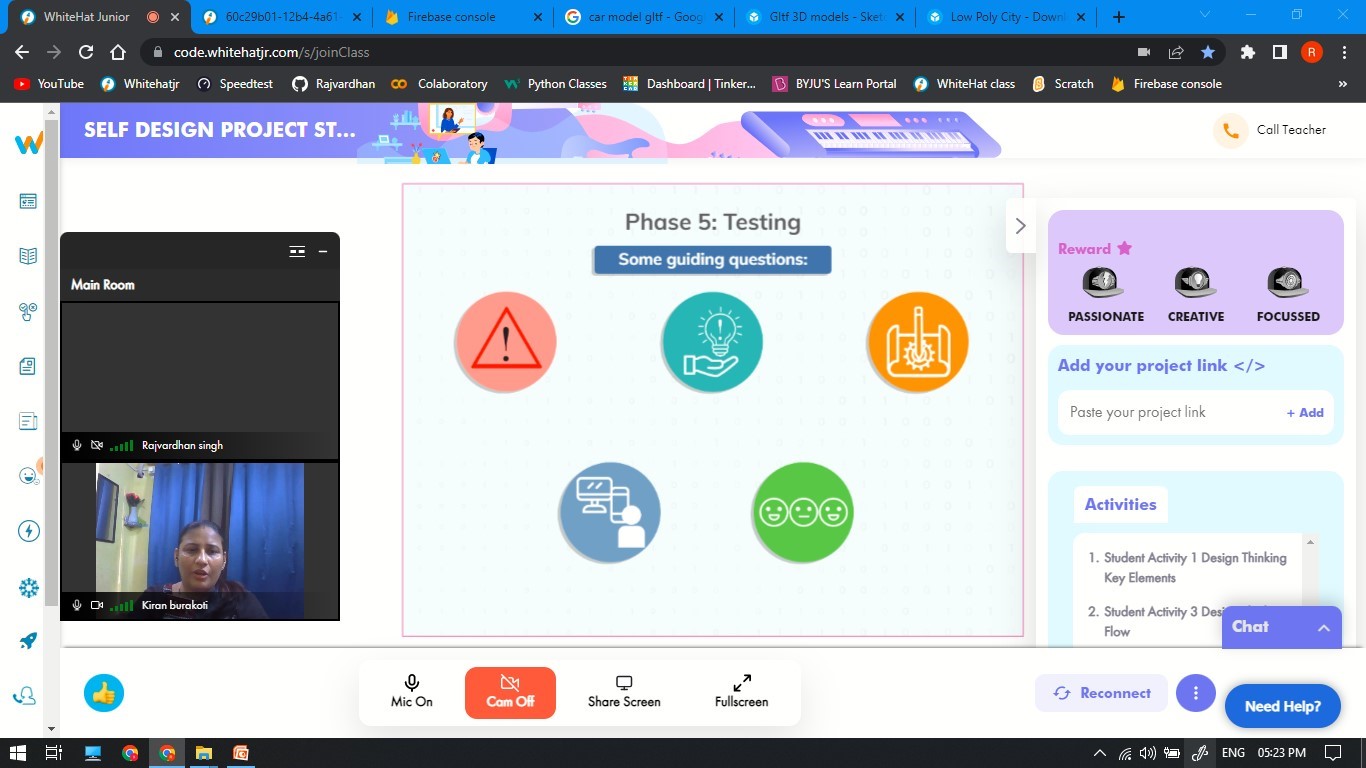 WhiteHat Junior
60c29b01-12b4-4a61-
Firebase console
car model gltf - Goog
Gltf 3D models - Sket
Low Poly City - Downl
code.whitehatjr.com/s/joinClass
R
YouTube
Whitehatjr
Speedtest
Rajvardhan
Colaboratory
Python Classes
Dashboard | Tinker...
BYJU'S Learn Portal
WhiteHat class
Scratch
Firebase console
»
SELF DESIGN PROJECT ST...
Call Teacher
Main Room
Rajvardhan singh
Kiran burakoti
Phase 5: Testing
Some guiding questions:
Reward
PASSIONATE
CREATIVE
FOCUSSED
Add your project link </>
Paste your project link
+ Add
Activities
1. Student Activity 1 Design Thinking
Key Elements
2. Student Activity 3
Flow
Chat
Mic On
Cam Off
Share Screen
Fullscreen
Reconnect
Need Help?
ENG
05:23 PM